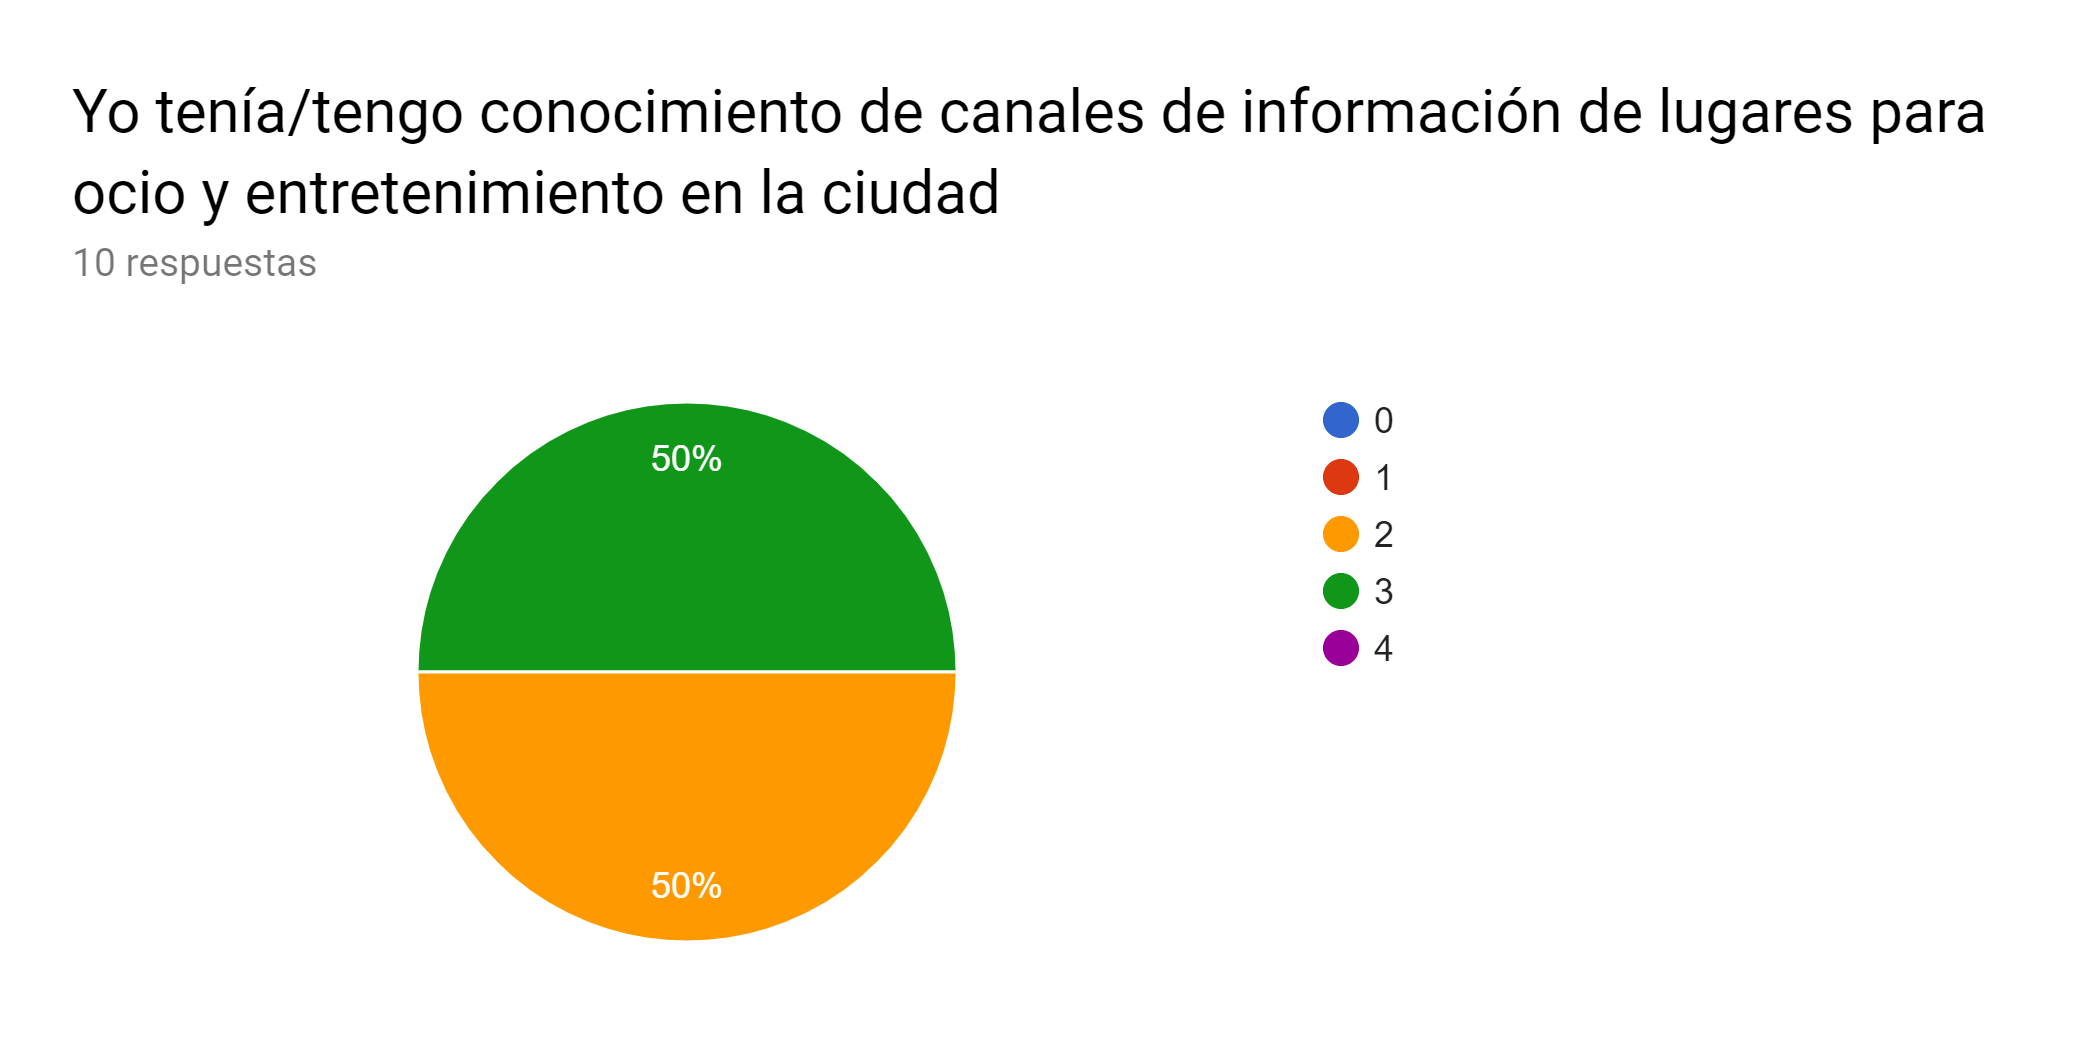 Yo tenía/tengo conocimiento de canales de información de lugares para
ocio y entretenimiento en la ciudad
10 respuestas
50%
50%
0
1
2
3
4